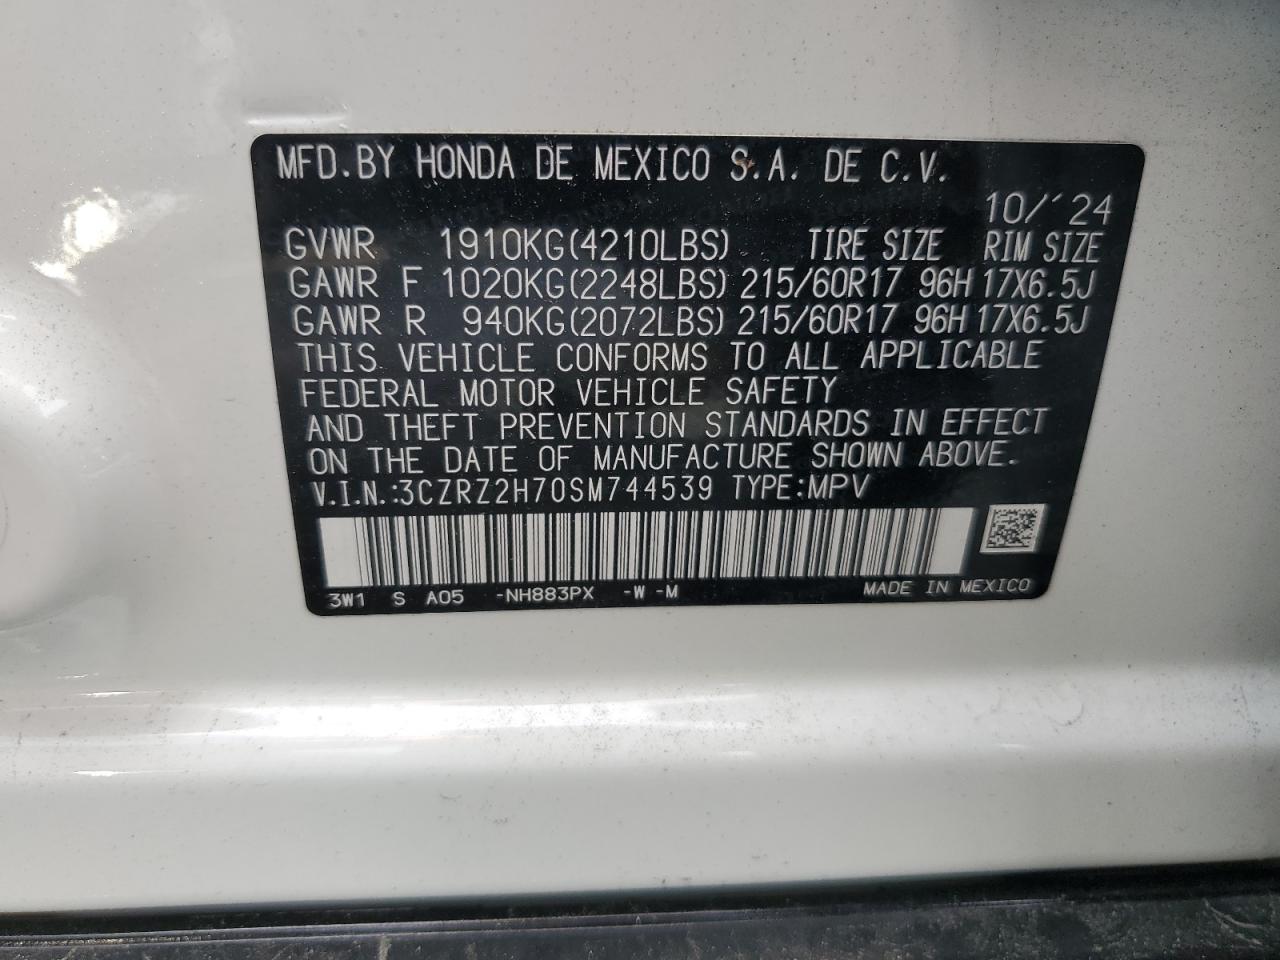 MFD.BY HONDA DE MEXICO S.A. DE C.V.
10/'24
GVWR 1910KG(4210LBS) TIRE SIZE RIM SIZE
GAWR F 1020KG(2248LBS) 215/60R17 96H 17X6.5J
GAWR R 940KG(2072LBS) 215/60R17 96H 17X6.5J
THIS VEHICLE CONFORMS TO ALL APPLICABLE
FEDERAL MOTOR VEHICLE SAFETY
AND THEFT PREVENTION STANDARDS IN EFFECT
ON THE DATE OF MANUFACTURE SHOWN ABOVE.
V.I.N.:3CZRZ2H70SM744539 TYPE:MPV
3W1 S A05 -NH883PX -W -M MADE IN MEXICO